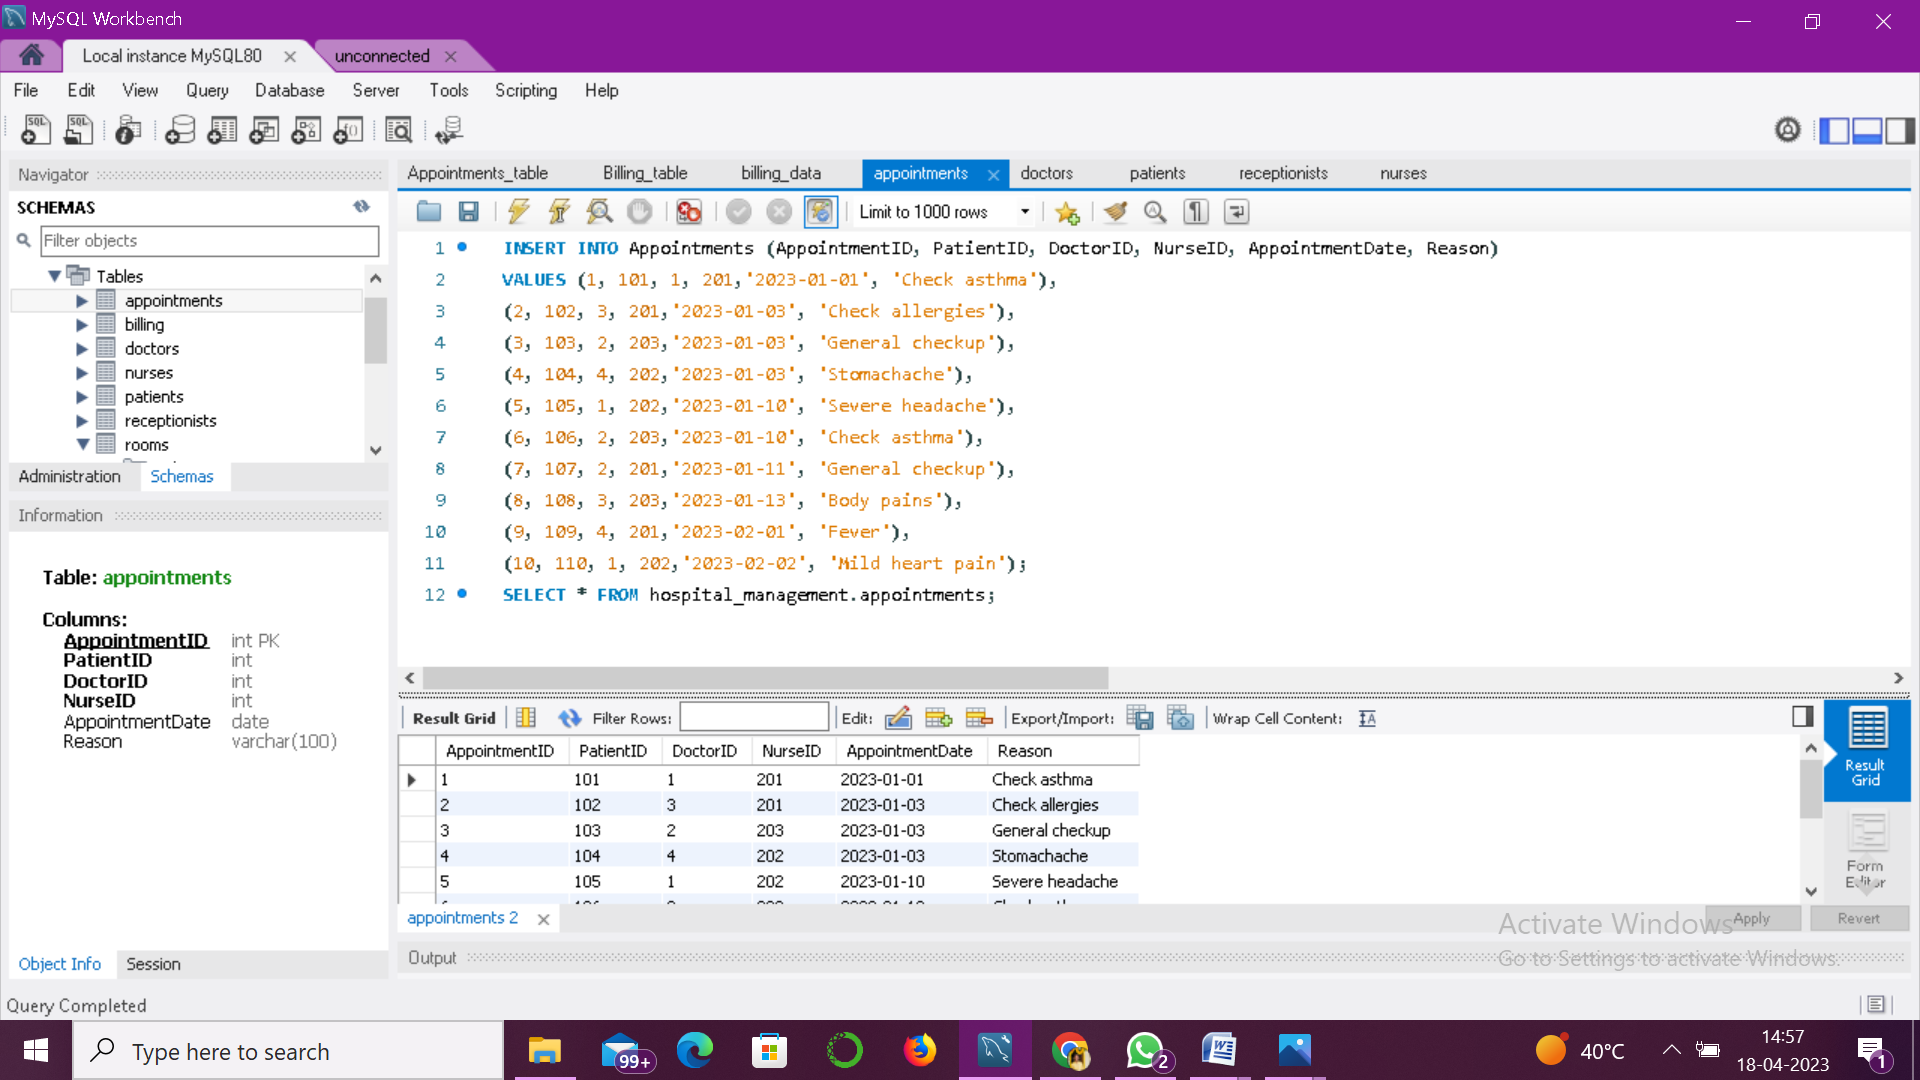 MySQL Workbench
Local instance MySQL80
unconnected
File Edit View Query Database Server Tools Scripting Help
Navigator
SCHEMAS
Filter objects
Tables
appointments
billing
doctors
nurses
patients
receptionists
rooms
Administration Schemas
Information
Table: appointments
Columns:
AppointmentID int PK
PatientID int
DoctorID int
NurseID int
AppointmentDate date
Reason varchar(100)
Object Info Session
Query Completed
Appointments_table Billing_table billing_data appointments doctors patients receptionists nurses
Limit to 1000 rows
1 INSERT INTO Appointments (AppointmentID, PatientID, DoctorID, NurseID, AppointmentDate, Reason)
2 VALUES (1, 101, 1, 201,'2023-01-01', 'Check asthma'),
3 (2, 102, 3, 201,'2023-01-03', 'Check allergies'),
4 (3, 103, 2, 203,'2023-01-03', 'General checkup'),
5 (4, 104, 4, 202,'2023-01-03', 'Stomachache'),
6 (5, 105, 1, 202,'2023-01-10', 'Severe headache'),
7 (6, 106, 2, 203,'2023-01-10', 'Check asthma'),
8 (7, 107, 2, 201,'2023-01-11', 'General checkup'),
9 (8, 108, 3, 203,'2023-01-13', 'Body pains'),
10 (9, 109, 4, 201,'2023-02-01', 'Fever'),
11 (10, 110, 1, 202,'2023-02-02', 'Mild heart pain');
12 SELECT * FROM hospital_management.appointments;
Result Grid Filter Rows: Edit: Export/Import: Wrap Cell Content:
AppointmentID PatientID DoctorID NurseID AppointmentDate Reason
1 101 1 201 2023-01-01 Check asthma
2 102 3 201 2023-01-03 Check allergies
3 103 2 203 2023-01-03 General checkup
4 104 4 202 2023-01-03 Stomachache
5 105 1 202 2023-01-10 Severe headache
Result
Grid
Form
Editor
appointments 2
Apply Revert
Output
Activate Windows
Go to Settings to activate Windows.
Type here to search
99+
2
40°C
14:57
18-04-2023
1